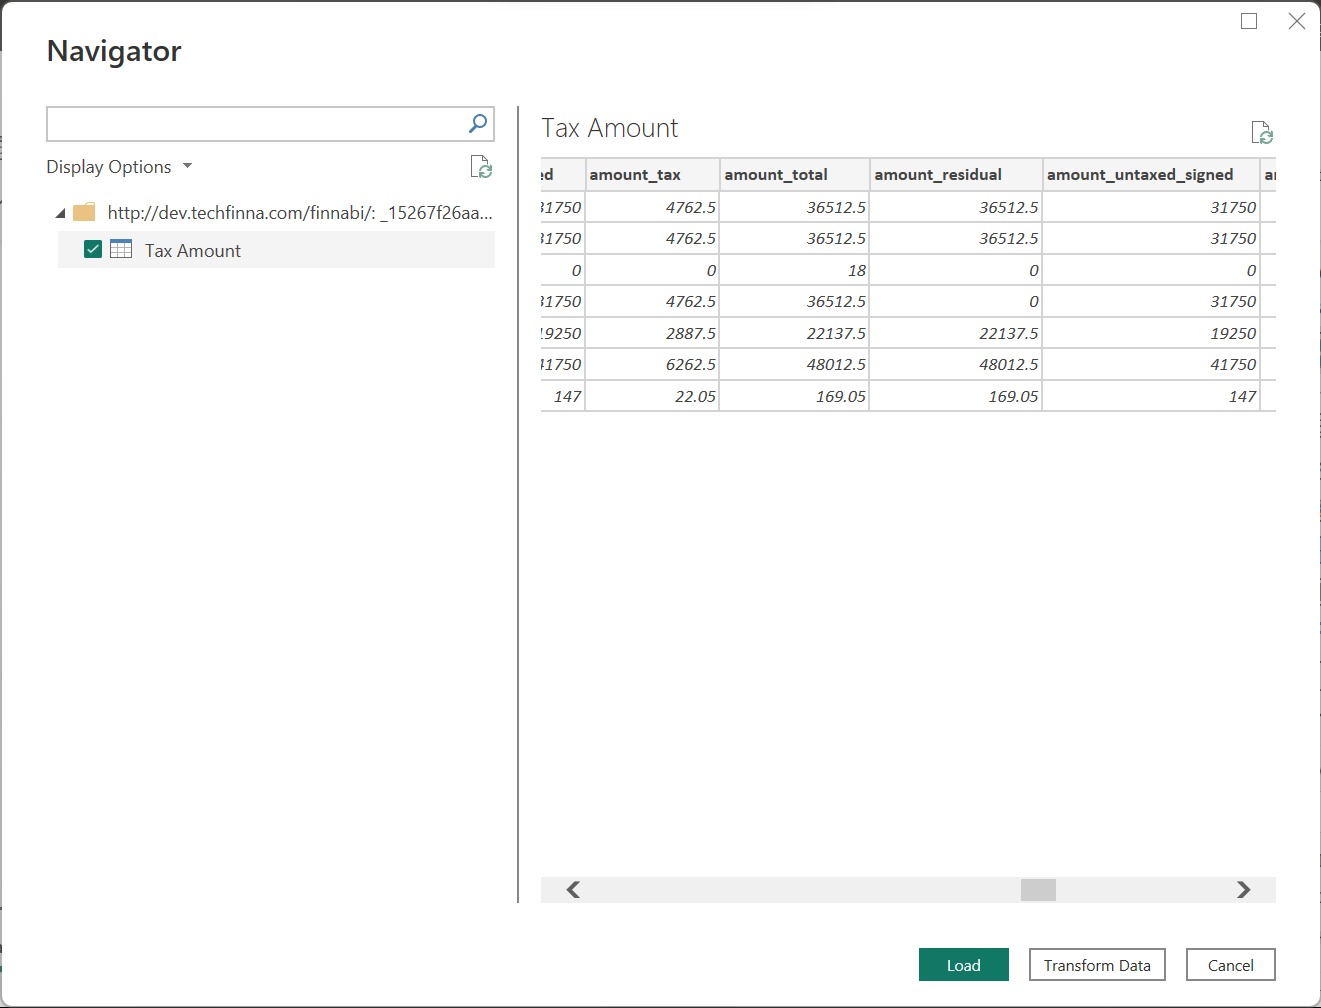 Navigator
Display Options
http://dev.techfinna.com/finnabi/: _15267f26aa...
Tax Amount
Tax Amount
ed amount_tax amount_total amount_residual amount_untaxed_signed
31750 4762.5 36512.5 36512.5 31750
31750 4762.5 36512.5 36512.5 31750
0 0 18 0 0
31750 4762.5 36512.5 0 31750
19250 2887.5 22137.5 22137.5 19250
41750 6262.5 48012.5 48012.5 41750
147 22.05 169.05 169.05 147
Load Transform Data Cancel